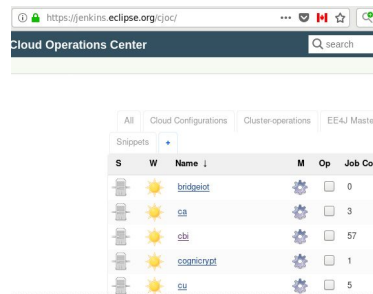 https://jenkins.eclipse.org/cjoc/
Cloud Operations Center
search
All Cloud Configurations Cluster-operations EE4J Maste
Snippets +
S W Name ↓ M Op Job Co
bridgeiot 0
ca 3
cbi 57
cognicrypt 1
cu 5